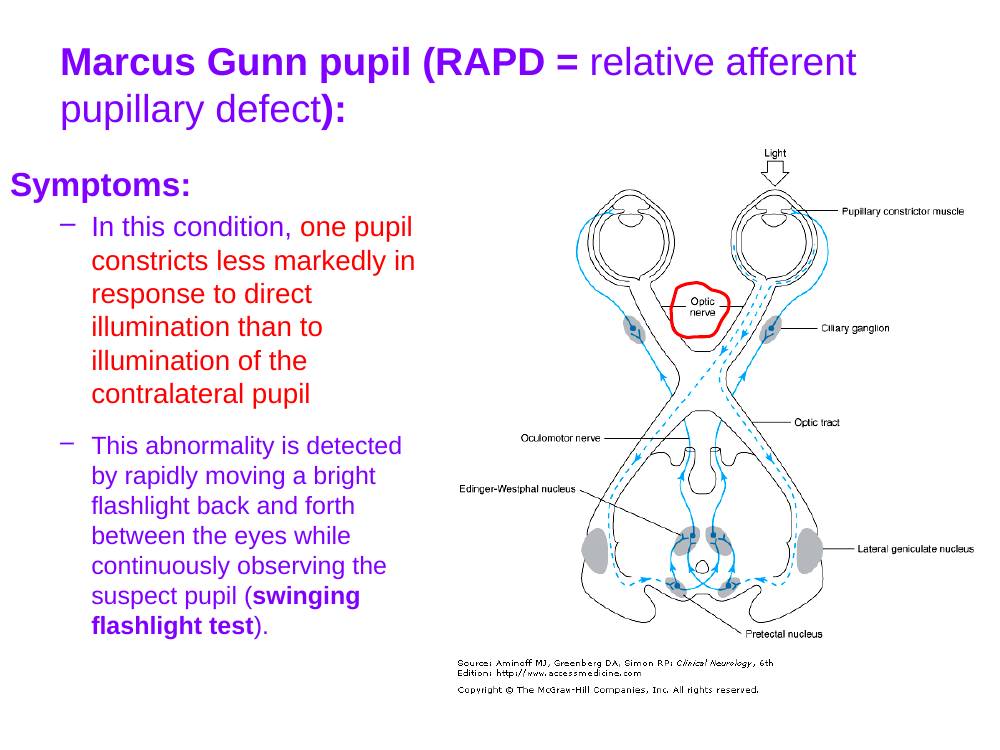 Marcus Gunn pupil (RAPD = relative afferent
pupillary defect):
Symptoms:
– In this condition, one pupil
constricts less markedly in
response to direct
illumination than to
illumination of the
contralateral pupil
– This abnormality is detected
by rapidly moving a bright
flashlight back and forth
between the eyes while
continuously observing the
suspect pupil (swinging
flashlight test).
Light
Pupillary constrictor muscle
Optic
nerve
Ciliary ganglion
Optic tract
Oculomotor nerve
Edinger-Westphal nucleus
Lateral geniculate nucleus
Pretectal nucleus
Source: Aminoff MJ, Greenberg DA, Simon RP: Clinical Neurology, 6th
Edition: http://www.accessmedicine.com
Copyright © The McGraw-Hill Companies, Inc. All rights reserved.